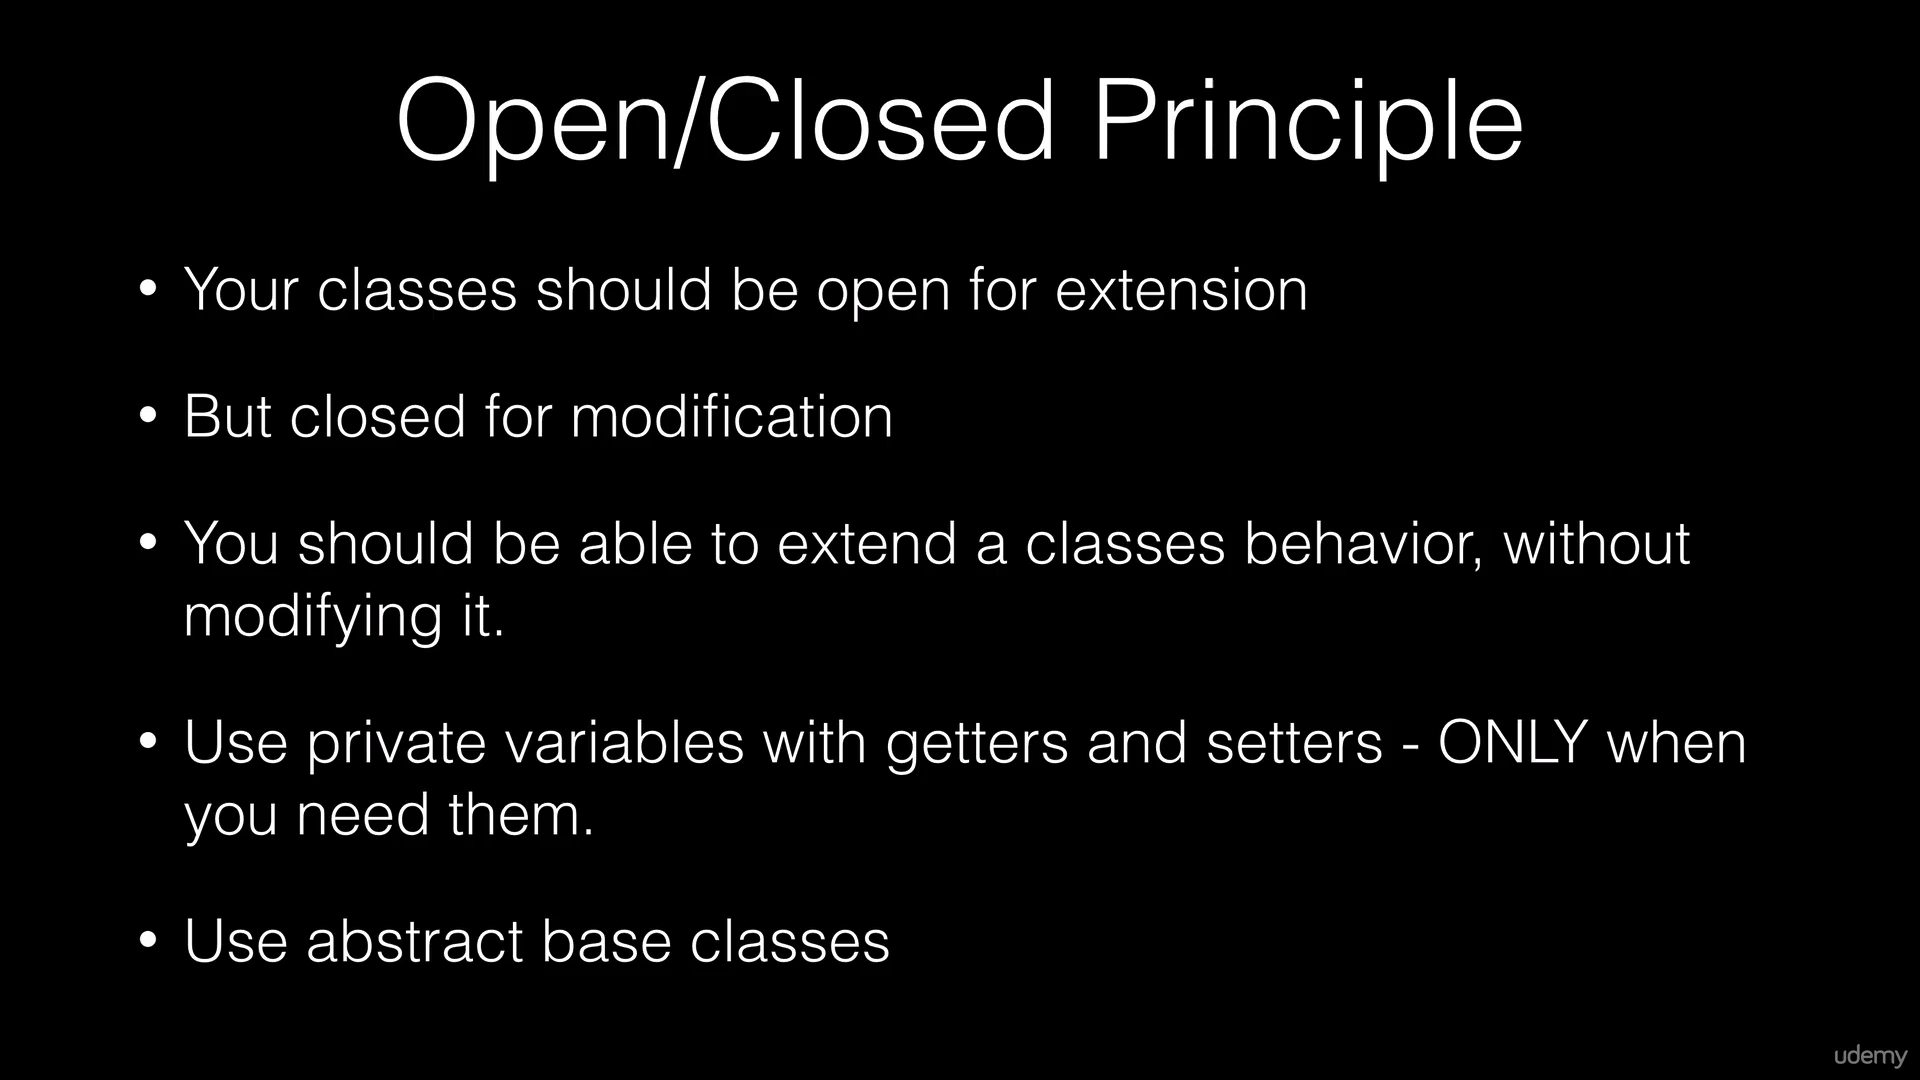 Open/Closed Principle
• Your classes should be open for extension
• But closed for modification
• You should be able to extend a classes behavior, without
modifying it.
• Use private variables with getters and setters - ONLY when
you need them.
• Use abstract base classes
udemy